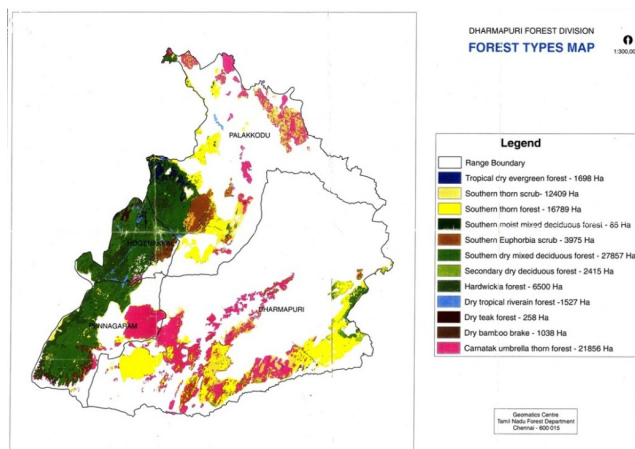 DHARMAPURI FOREST DIVISION
FOREST TYPES MAP
1:300,00
PALAKKODU
HOGENAKKAL
PENNAGARAM
DHARMAPURI
Legend
Range Boundary
Tropical dry evergreen forest - 1698 Ha
Southern thorn scrub- 12409 Ha
Southern thorn forest - 16789 Ha
Southern moist mixed deciduous forest - 65 Ha
Southern Euphorbia scrub - 3975 Ha
Southern dry mixed deciduous forest - 27857 Ha
Secondary dry deciduous forest - 2415 Ha
Hardwickia forest - 6500 Ha
Dry tropical riverain forest -1527 Ha
Dry teak forest - 258 Ha
Dry bamboo brake - 1038 Ha
Carnatak umbrella thorn forest - 21856 Ha
Geomatics Centre
Tamil Nadu Forest Department
Chennai - 600 015